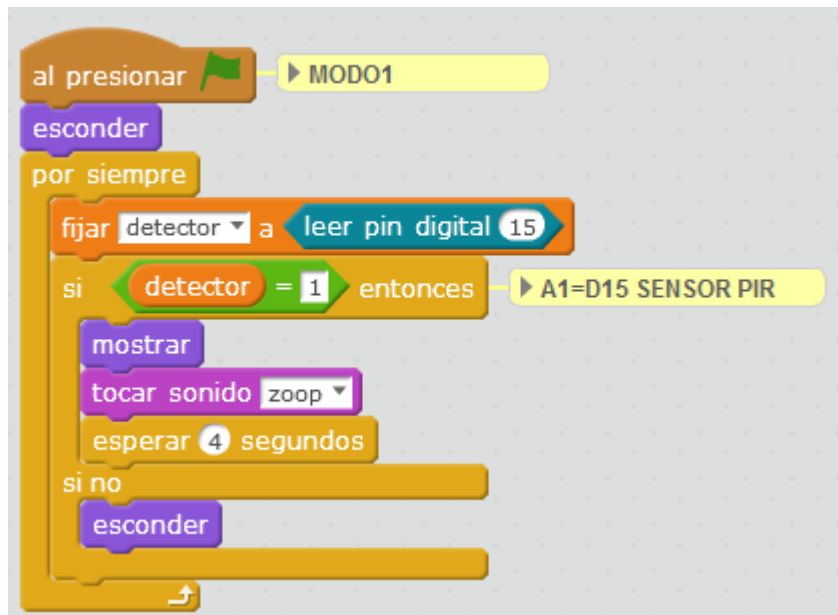 al presionar MODO1
esconder
por siempre
fijar detector a leer pin digital 15
si detector = 1 entonces A1=D15 SENSOR PIR
mostrar
tocar sonido zoop
esperar 4 segundos
si no
esconder